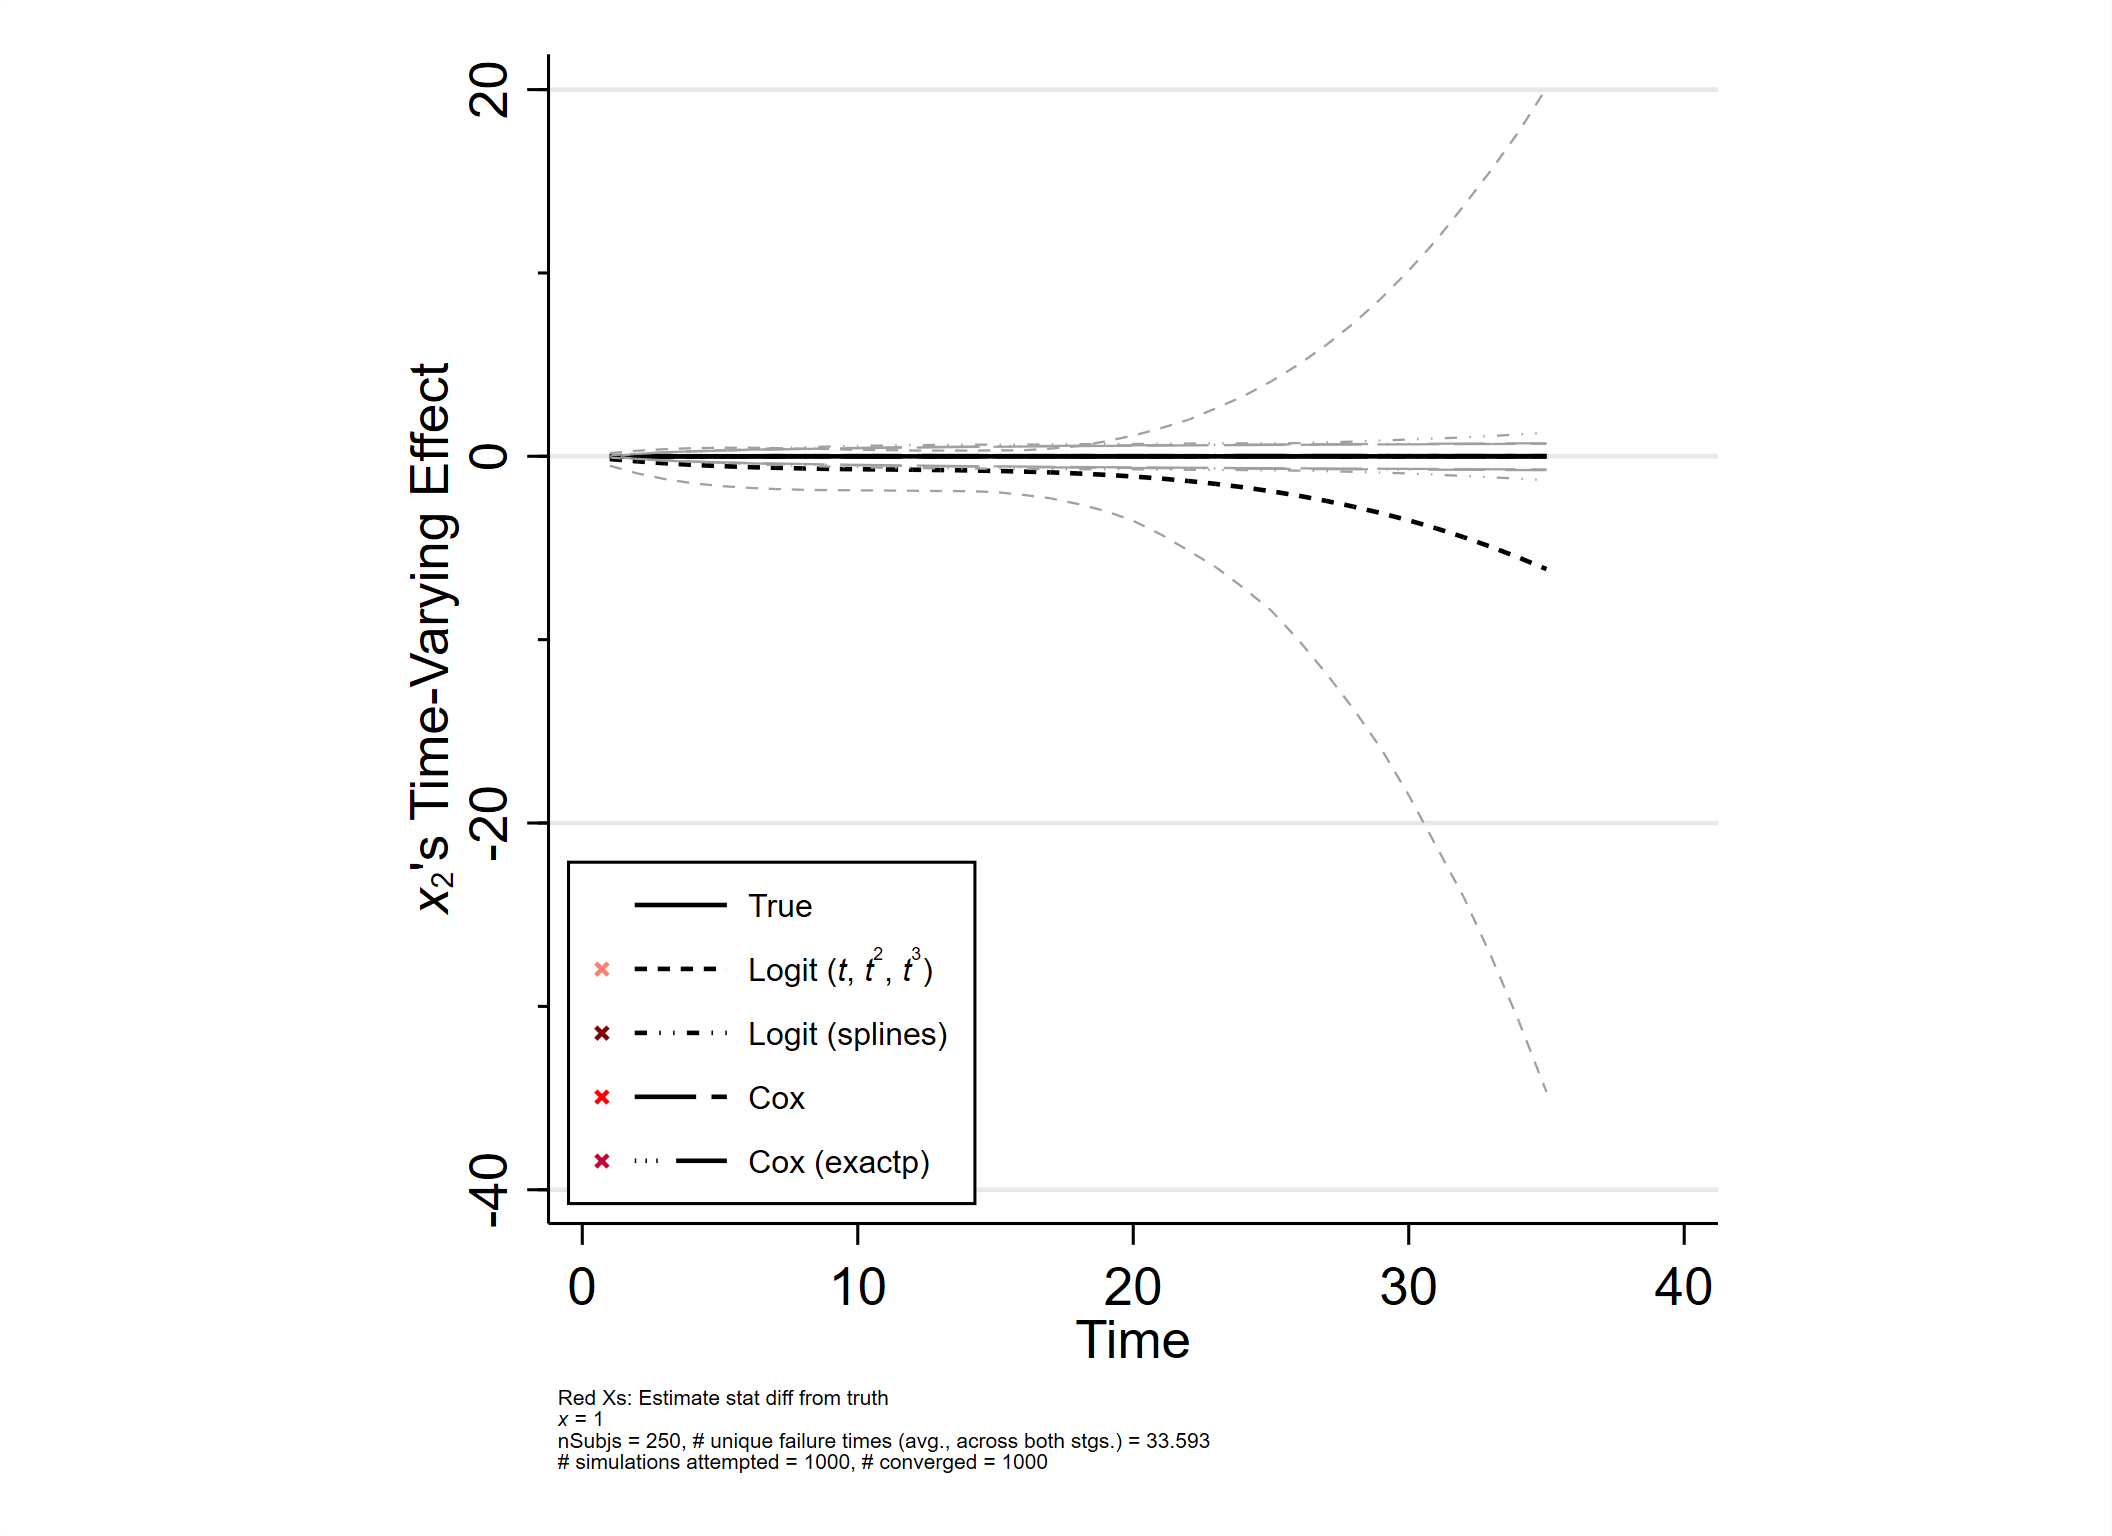 20
0
-20
-40
x₂'s Time-Varying Effect
True
Logit (t, t², t³)
Logit (splines)
Cox
Cox (exactp)
0 10 20 30 40
Time
Red Xs: Estimate stat diff from truth
x = 1
nSubjs = 250, # unique failure times (avg., across both stgs.) = 33.593
# simulations attempted = 1000, # converged = 1000